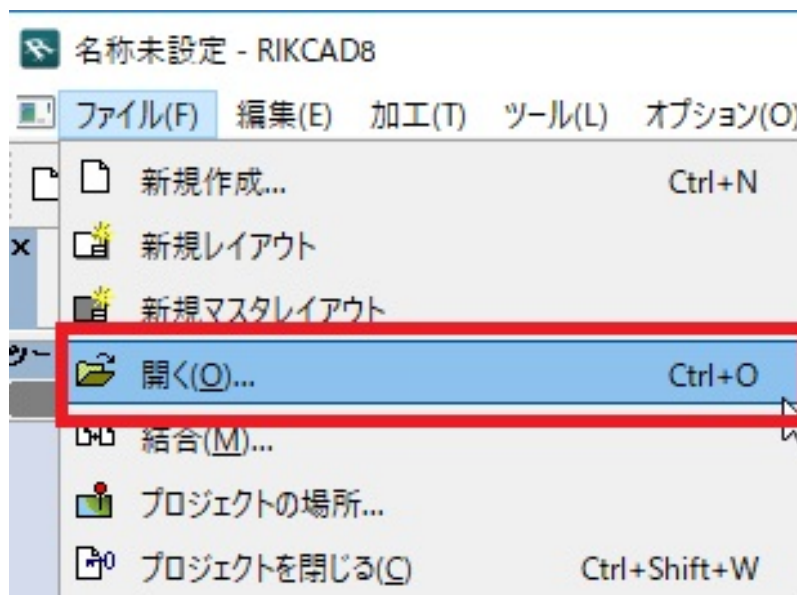 名称未設定 - RIKCAD8
ファイル(F) 編集(E) 加工(T) ツール(L) オプション(O)
新規作成... Ctrl+N
新規レイアウト
新規マスタレイアウト
ツー
開く(O)... Ctrl+O
結合(M)...
プロジェクトの場所...
プロジェクトを閉じる(C) Ctrl+Shift+W